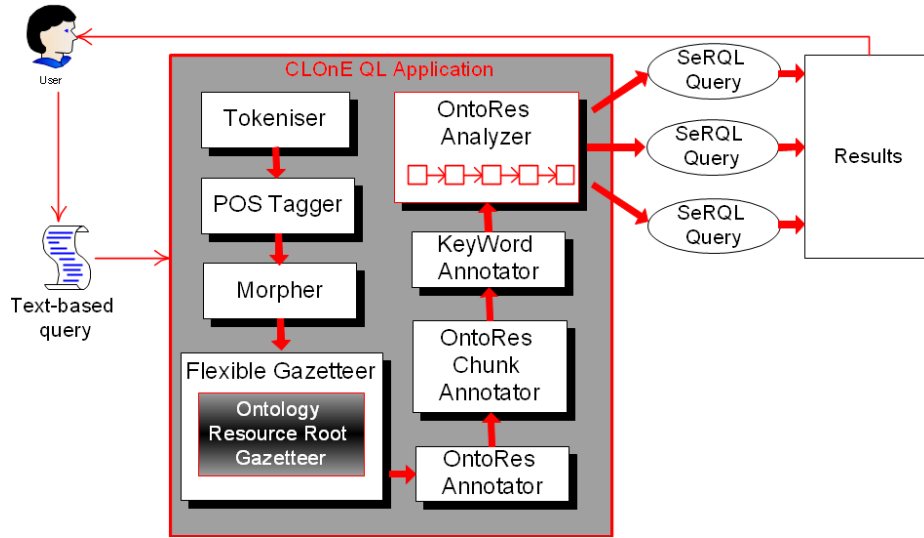 User
Text-based
query
CLOnE QL Application
Tokeniser
POS Tagger
Morpher
Flexible Gazetteer
Ontology
Resource Root
Gazetteer
OntoRes
Annotator
OntoRes
Chunk
Annotator
KeyWord
Annotator
OntoRes
Analyzer
SeRQL
Query
SeRQL
Query
SeRQL
Query
Results